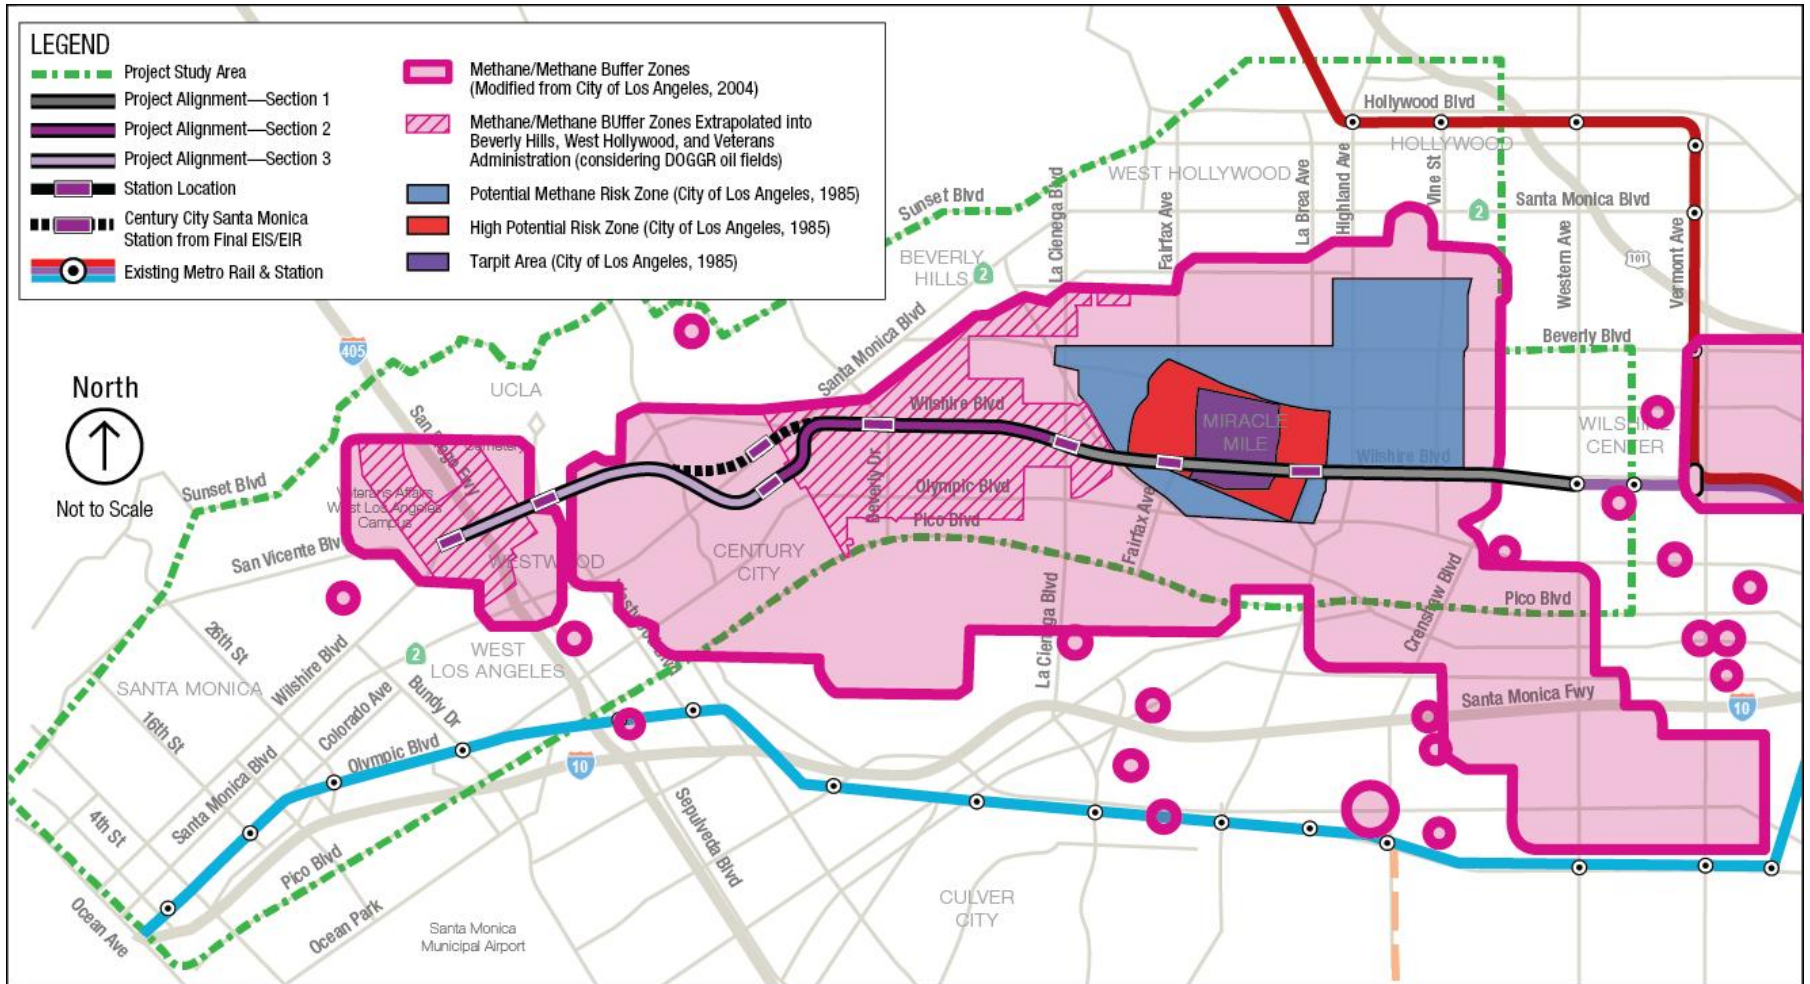 LEGEND
Project Study Area
Project Alignment—Section 1
Project Alignment—Section 2
Project Alignment—Section 3
Station Location
Century City Santa Monica
Station from Final EIS/EIR
Existing Metro Rail & Station
Methane/Methane Buffer Zones
(Modified from City of Los Angeles, 2004)
Methane/Methane BUffer Zones Extrapolated into
Beverly Hills, West Hollywood, and Veterans
Administration (considering DOGGR oil fields)
Potential Methane Risk Zone (City of Los Angeles, 1985)
High Potential Risk Zone (City of Los Angeles, 1985)
Tarpit Area (City of Los Angeles, 1985)
North
Not to Scale
Hollywood Blvd
HOLLYWOOD
WEST HOLLYWOOD
Sunset Blvd
La Cienega Blvd
Fairfax Ave
La Brea Ave
Highland Ave
Vine St
2
Santa Monica Blvd
Western Ave
101
Vermont Ave
BEVERLY
HILLS
2
Santa Monica Blvd
Beverly Blvd
405
UCLA
San Diego Fwy
Cemetery
Wilshire Blvd
MIRACLE
MILE
WILSHIRE
CENTER
Wilshire Blvd
Sunset Blvd
Veterans Affairs
West Los Angeles
Campus
San Vicente Blv
WESTWOOD
Beverly Dr
Olympic Blvd
Pico Blvd
CENTURY
CITY
Fairfax Ave
La Cienega Blvd
Crenshaw Blvd
Pico Blvd
Westwood Blvd
WEST
LOS ANGELES
2
SANTA MONICA
26th St
16th St
4th St
Wilshire Blvd
Colorado Ave
Bundy Dr
Santa Monica Blvd
Olympic Blvd
10
Sepulveda Blvd
Santa Monica Fwy
10
Pico Blvd
Ocean Ave
Ocean Park
Santa Monica
Municipal Airport
CULVER
CITY